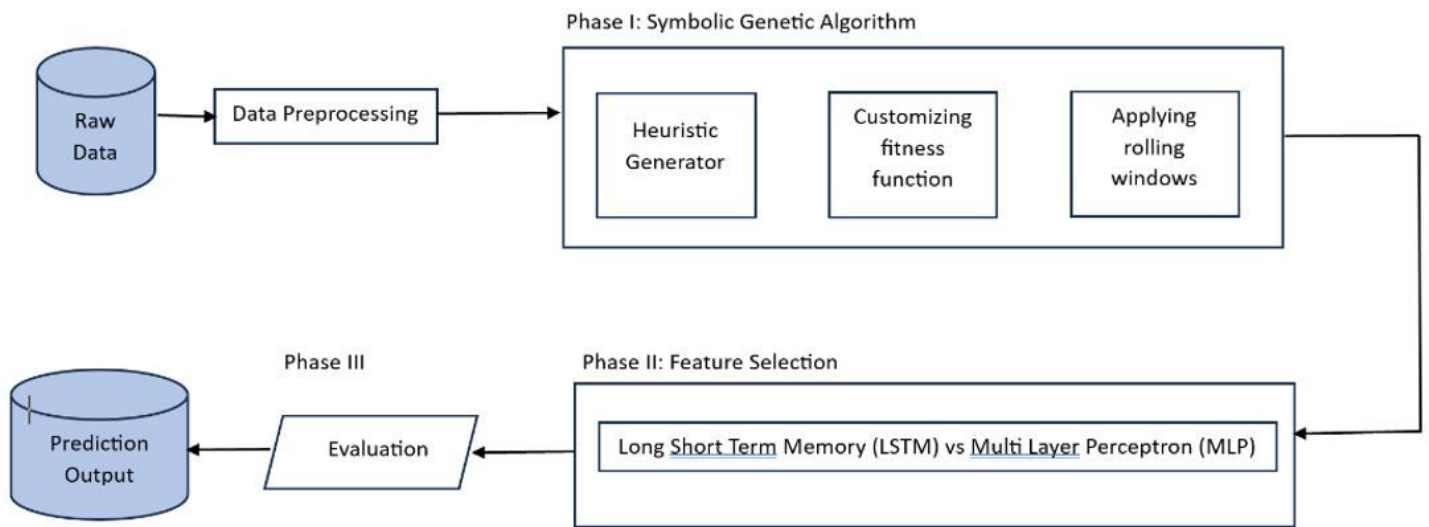 Phase I: Symbolic Genetic Algorithm
Raw
Data
Data Preprocessing
Heuristic
Generator
Customizing
fitness
function
Applying
rolling
windows
Phase II: Feature Selection
Long Short Term Memory (LSTM) vs Multi Layer Perceptron (MLP)
Phase III
Evaluation
Prediction
Output